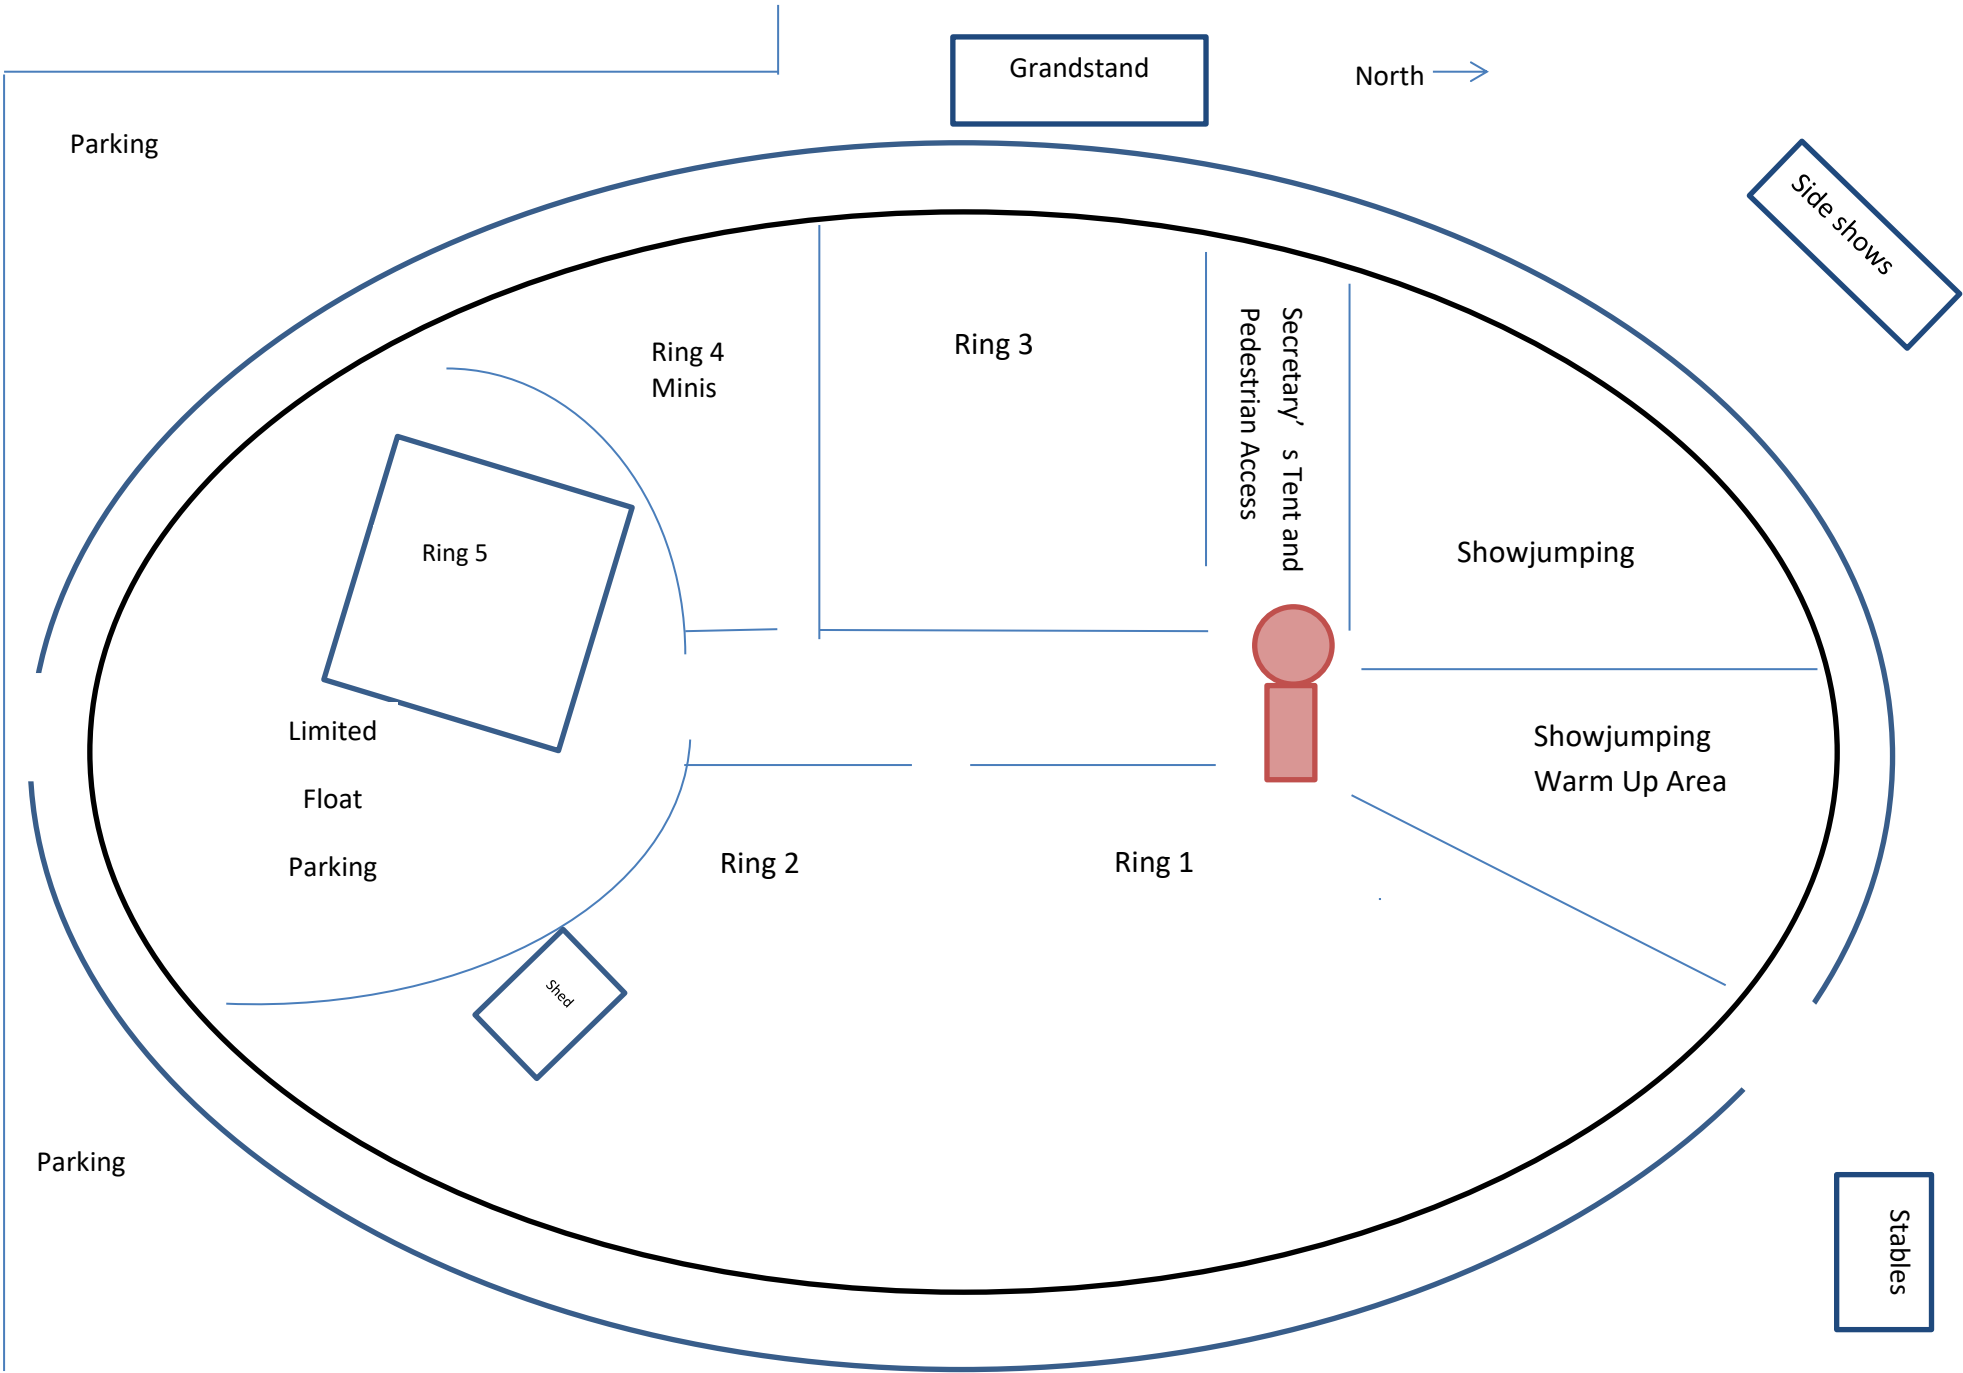 Grandstand
North
Parking
Side shows
Ring 4
Minis
Ring 3
Secretary’ s Tent and
Pedestrian Access
Ring 5
Showjumping
Limited
Float
Parking
Showjumping
Warm Up Area
Ring 2
Ring 1
Shed
Parking
Stables